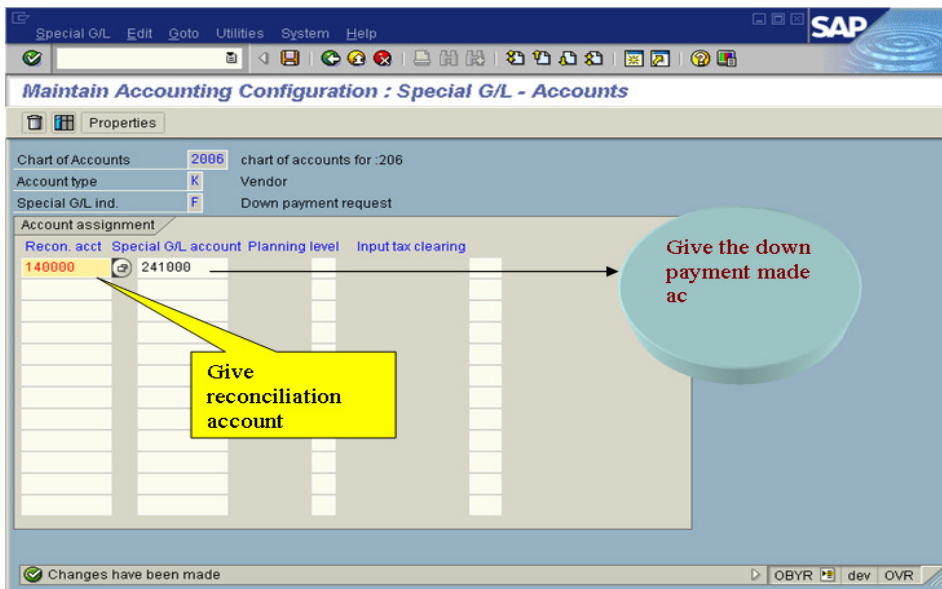 Special G/L Edit Goto Utilities System Help
SAP
Maintain Accounting Configuration : Special G/L - Accounts
Properties
Chart of Accounts 2006 chart of accounts for :206
Account type K Vendor
Special G/L ind. F Down payment request
Account assignment
Recon. acct Special G/L account Planning level Input tax clearing
140000 241000
Give the down
payment made
ac
Give
reconciliation
account
Changes have been made
OBYR dev OVR